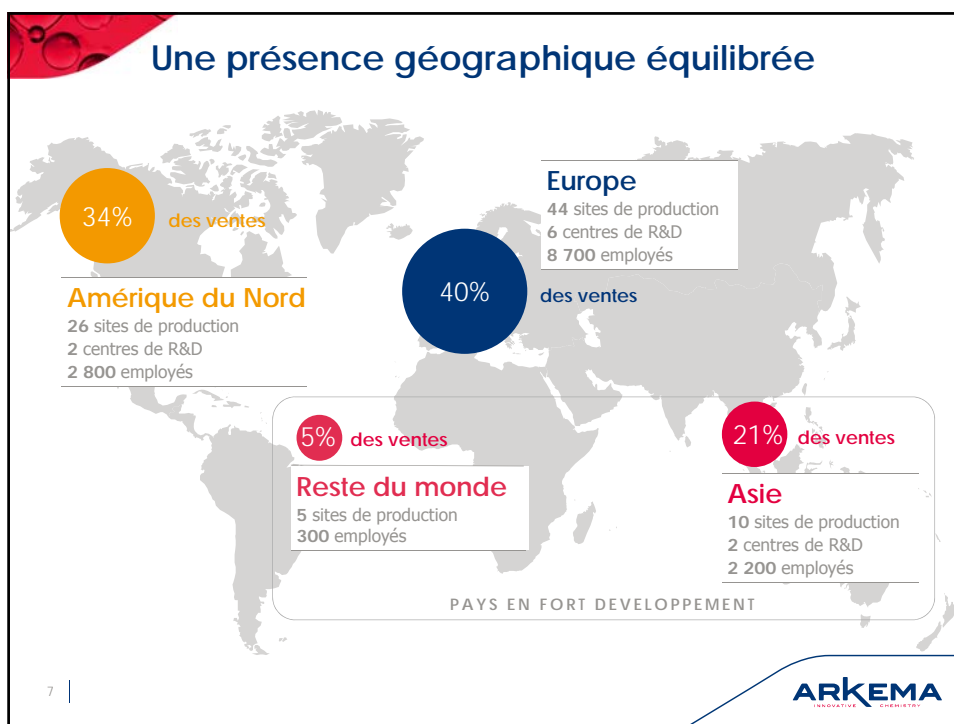 Une présence géographique équilibrée
34%
des ventes
Amérique du Nord
26 sites de production
2 centres de R&D
2 800 employés
Europe
44 sites de production
6 centres de R&D
8 700 employés
40%
des ventes
5%
des ventes
Reste du monde
5 sites de production
300 employés
21%
des ventes
Asie
10 sites de production
2 centres de R&D
2 200 employés
PAYS EN FORT DEVELOPPEMENT
7
ARKEMA
INNOVATIVE CHEMISTRY